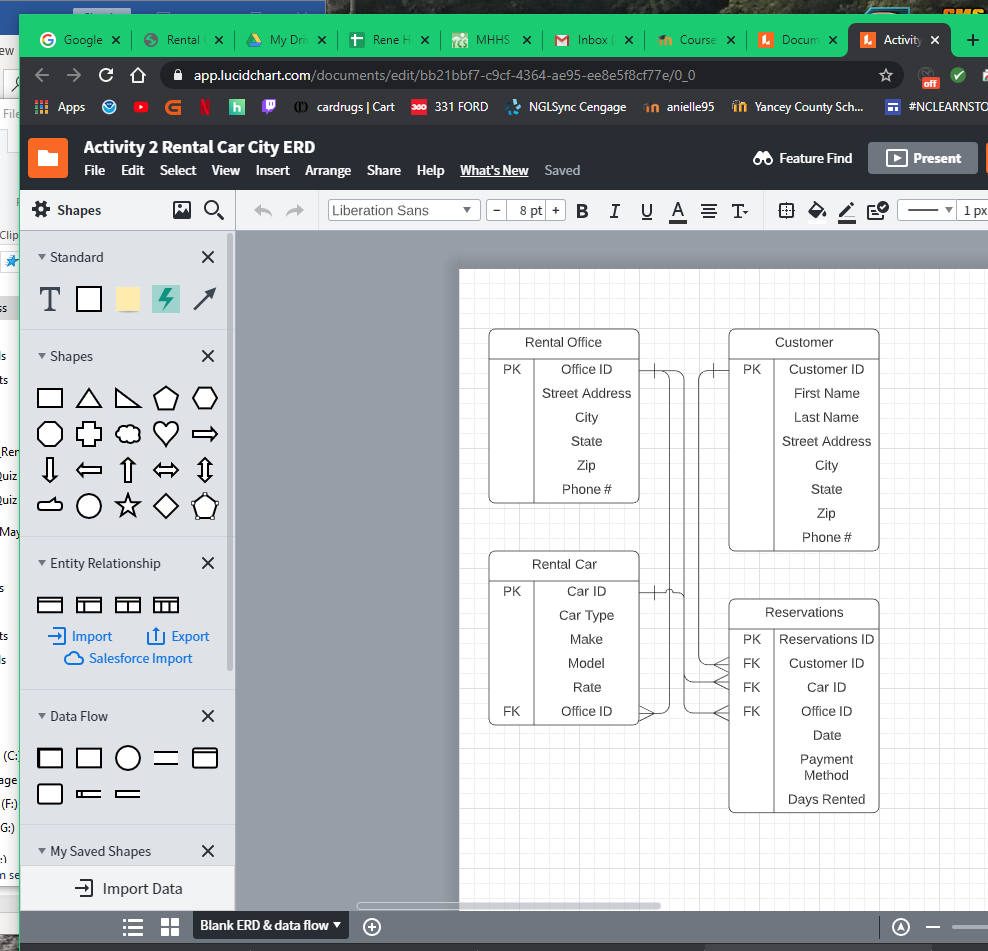 Google
Rental
My Dri
Rene H
MHHS
Inbox (
Course
Docum
Activity
app.lucidchart.com/documents/edit/bb21bbf7-c9cf-4364-ae95-ee8e5f8cf77e/0_0
off
Apps
cardrugs | Cart
360
331 FORD
NGLSync Cengage
anielle95
Yancey County Sch...
#NCLEARNSTO
Activity 2 Rental Car City ERD
File Edit Select View Insert Arrange Share Help What's New Saved
Feature Find
Present
Shapes
Liberation Sans
− 8 pt +
B I U A T
1 px
Standard
T
Shapes
Entity Relationship
Import
Export
Salesforce Import
Data Flow
My Saved Shapes
Import Data
Rental Office
PK Office ID
Street Address
City
State
Zip
Phone #
Customer
PK Customer ID
First Name
Last Name
Street Address
City
State
Zip
Phone #
Rental Car
PK Car ID
Car Type
Make
Model
Rate
FK Office ID
Reservations
PK Reservations ID
FK Customer ID
FK Car ID
FK Office ID
Date
Payment
Method
Days Rented
Blank ERD & data flow